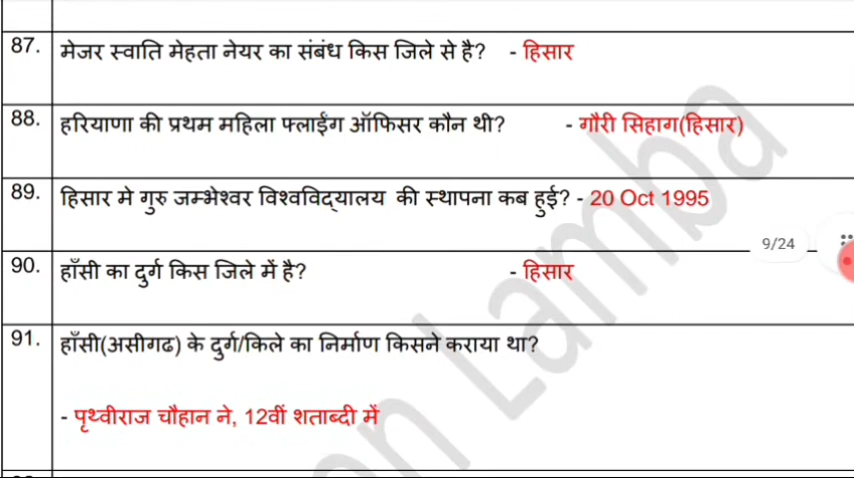 87. मेजर स्वाति मेहता नेयर का संबंध किस जिले से है? - हिसार
88. हरियाणा की प्रथम महिला फ्लाईंग ऑफिसर कौन थी? - गौरी सिहाग(हिसार)
89. हिसार मे गुरु जम्भेश्वर विश्वविद्यालय की स्थापना कब हुई? - 20 Oct 1995
9/24
90. हाँसी का दुर्ग किस जिले में है? - हिसार
91. हाँसी(असीगढ) के दुर्ग/किले का निर्माण किसने कराया था?
- पृथ्वीराज चौहान ने, 12वीं शताब्दी में
Lamba